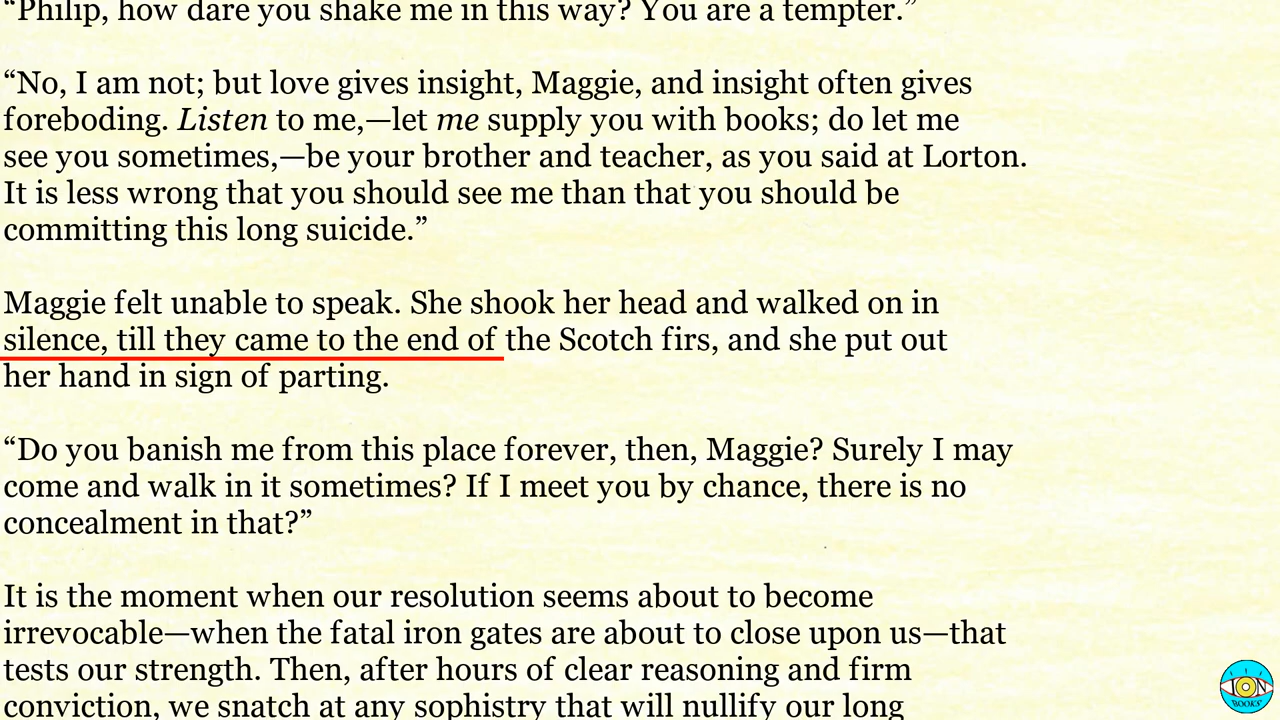 “Philip, how dare you shake me in this way? You are a tempter.”
“No, I am not; but love gives insight, Maggie, and insight often gives
foreboding. Listen to me,—let me supply you with books; do let me
see you sometimes,—be your brother and teacher, as you said at Lorton.
It is less wrong that you should see me than that you should be
committing this long suicide.”
Maggie felt unable to speak. She shook her head and walked on in
silence, till they came to the end of the Scotch firs, and she put out
her hand in sign of parting.
“Do you banish me from this place forever, then, Maggie? Surely I may
come and walk in it sometimes? If I meet you by chance, there is no
concealment in that?”
It is the moment when our resolution seems about to become
irrevocable—when the fatal iron gates are about to close upon us—that
tests our strength. Then, after hours of clear reasoning and firm
conviction, we snatch at any sophistry that will nullify our long
ION
BOOKS